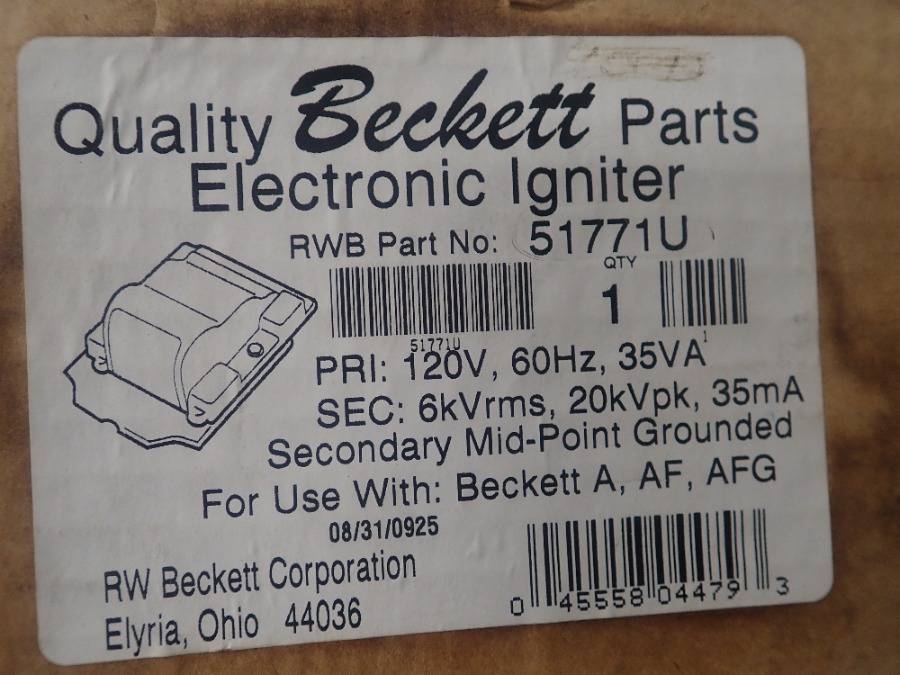 Quality Beckett Parts
Electronic Igniter
RWB Part No: 51771U
QTY
1
51771U
1
PRI: 120V, 60Hz, 35VA
SEC: 6kVrms, 20kVpk, 35mA
Secondary Mid-Point Grounded
For Use With: Beckett A, AF, AFG
08/31/0925
RW Beckett Corporation
Elyria, Ohio 44036
0 45558 04479 3